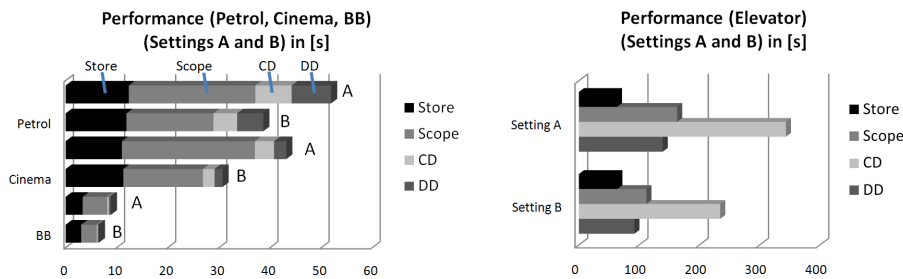 Performance (Petrol, Cinema, BB)
(Settings A and B) in [s]
Store Scope CD DD
A
Petrol
B
A
Cinema
B
A
BB
B
0 10 20 30 40 50 60
Store
Scope
CD
DD
Performance (Elevator)
(Settings A and B) in [s]
Setting A
Setting B
0 100 200 300 400
Store
Scope
CD
DD